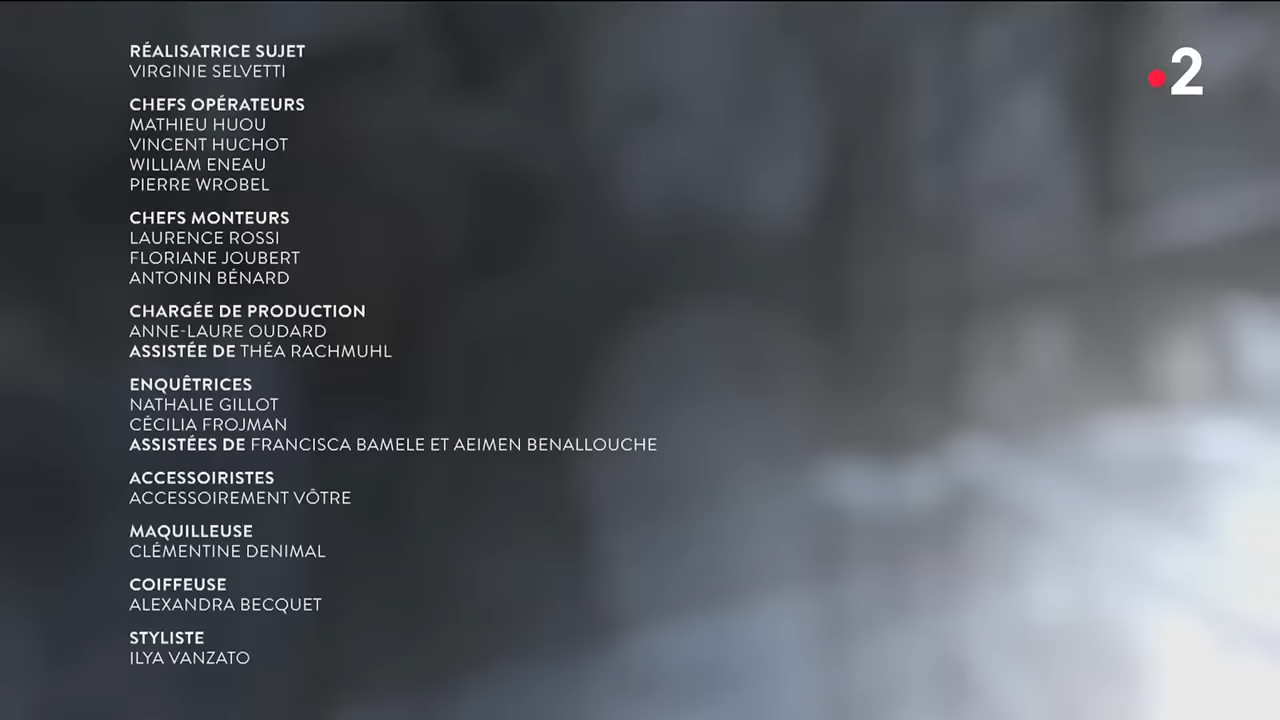 RÉALISATRICE SUJET
VIRGINIE SELVETTI
CHEFS OPÉRATEURS
MATHIEU HUOU
VINCENT HUCHOT
WILLIAM ENEAU
PIERRE WROBEL
CHEFS MONTEURS
LAURENCE ROSSI
FLORIANE JOUBERT
ANTONIN BÉNARD
CHARGÉE DE PRODUCTION
ANNE-LAURE OUDARD
ASSISTÉE DE THÉA RACHMUHL
ENQUÊTRICES
NATHALIE GILLOT
CÉCILIA FROJMAN
ASSISTÉES DE FRANCISCA BAMELE ET AEIMEN BENALLOUCHE
ACCESSOIRISTES
ACCESSOIREMENT VÔTRE
MAQUILLEUSE
CLÉMENTINE DENIMAL
COIFFEUSE
ALEXANDRA BECQUET
STYLISTE
ILYA VANZATO
2